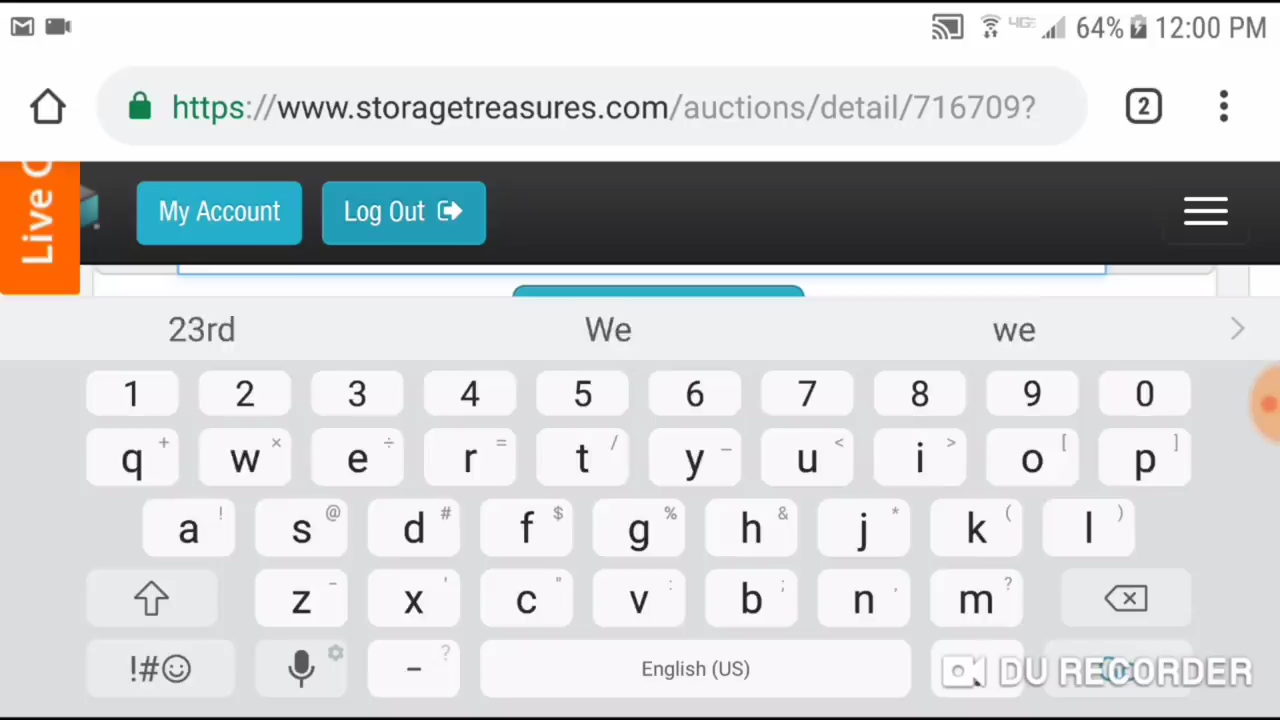 4G 64% 12:00 PM
https://www.storagetreasures.com/auctions/detail/716709? 2
Live
My Account Log Out
23rd We we
1 2 3 4 5 6 7 8 9 0
q + w × e ÷ r = t / y _ u < i > o [ p ]
a ! s @ d # f $ g % h & j * k ( l )
z - x ' c " v : b ; n , m ?
!#☺ - ? English (US)
DU RECORDER